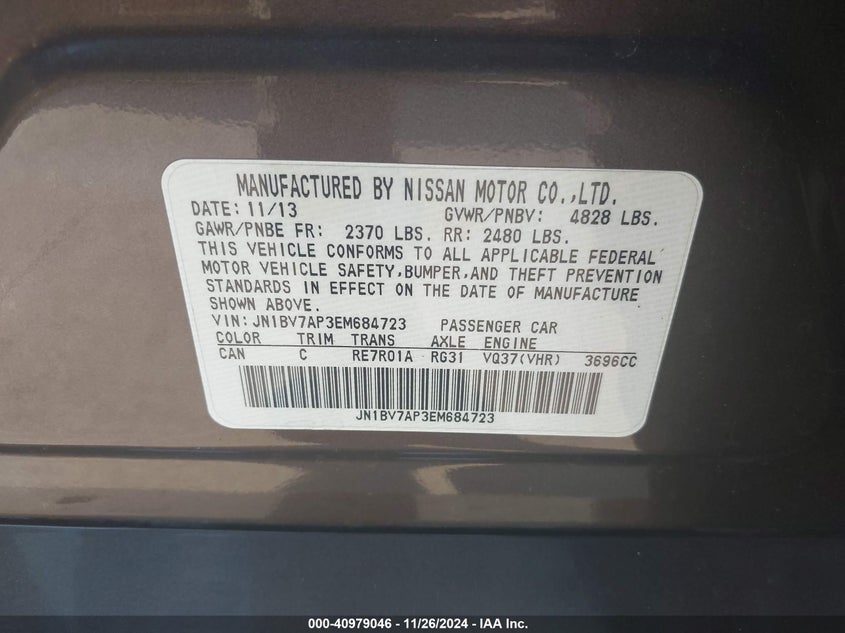 MANUFACTURED BY NISSAN MOTOR CO.,LTD.
DATE: 11/13 GVWR/PNBV: 4828 LBS.
GAWR/PNBE FR: 2370 LBS. RR: 2480 LBS.
THIS VEHICLE CONFORMS TO ALL APPLICABLE FEDERAL
MOTOR VEHICLE SAFETY,BUMPER,AND THEFT PREVENTION
STANDARDS IN EFFECT ON THE DATE OF MANUFACTURE
SHOWN ABOVE.
VIN: JN1BV7AP3EM684723 PASSENGER CAR
COLOR TRIM TRANS AXLE ENGINE
CAN C RE7R01A RG31 VQ37(VHR) 3696CC
JN1BV7AP3EM684723
000-40979046 - 11/26/2024 - IAA Inc.